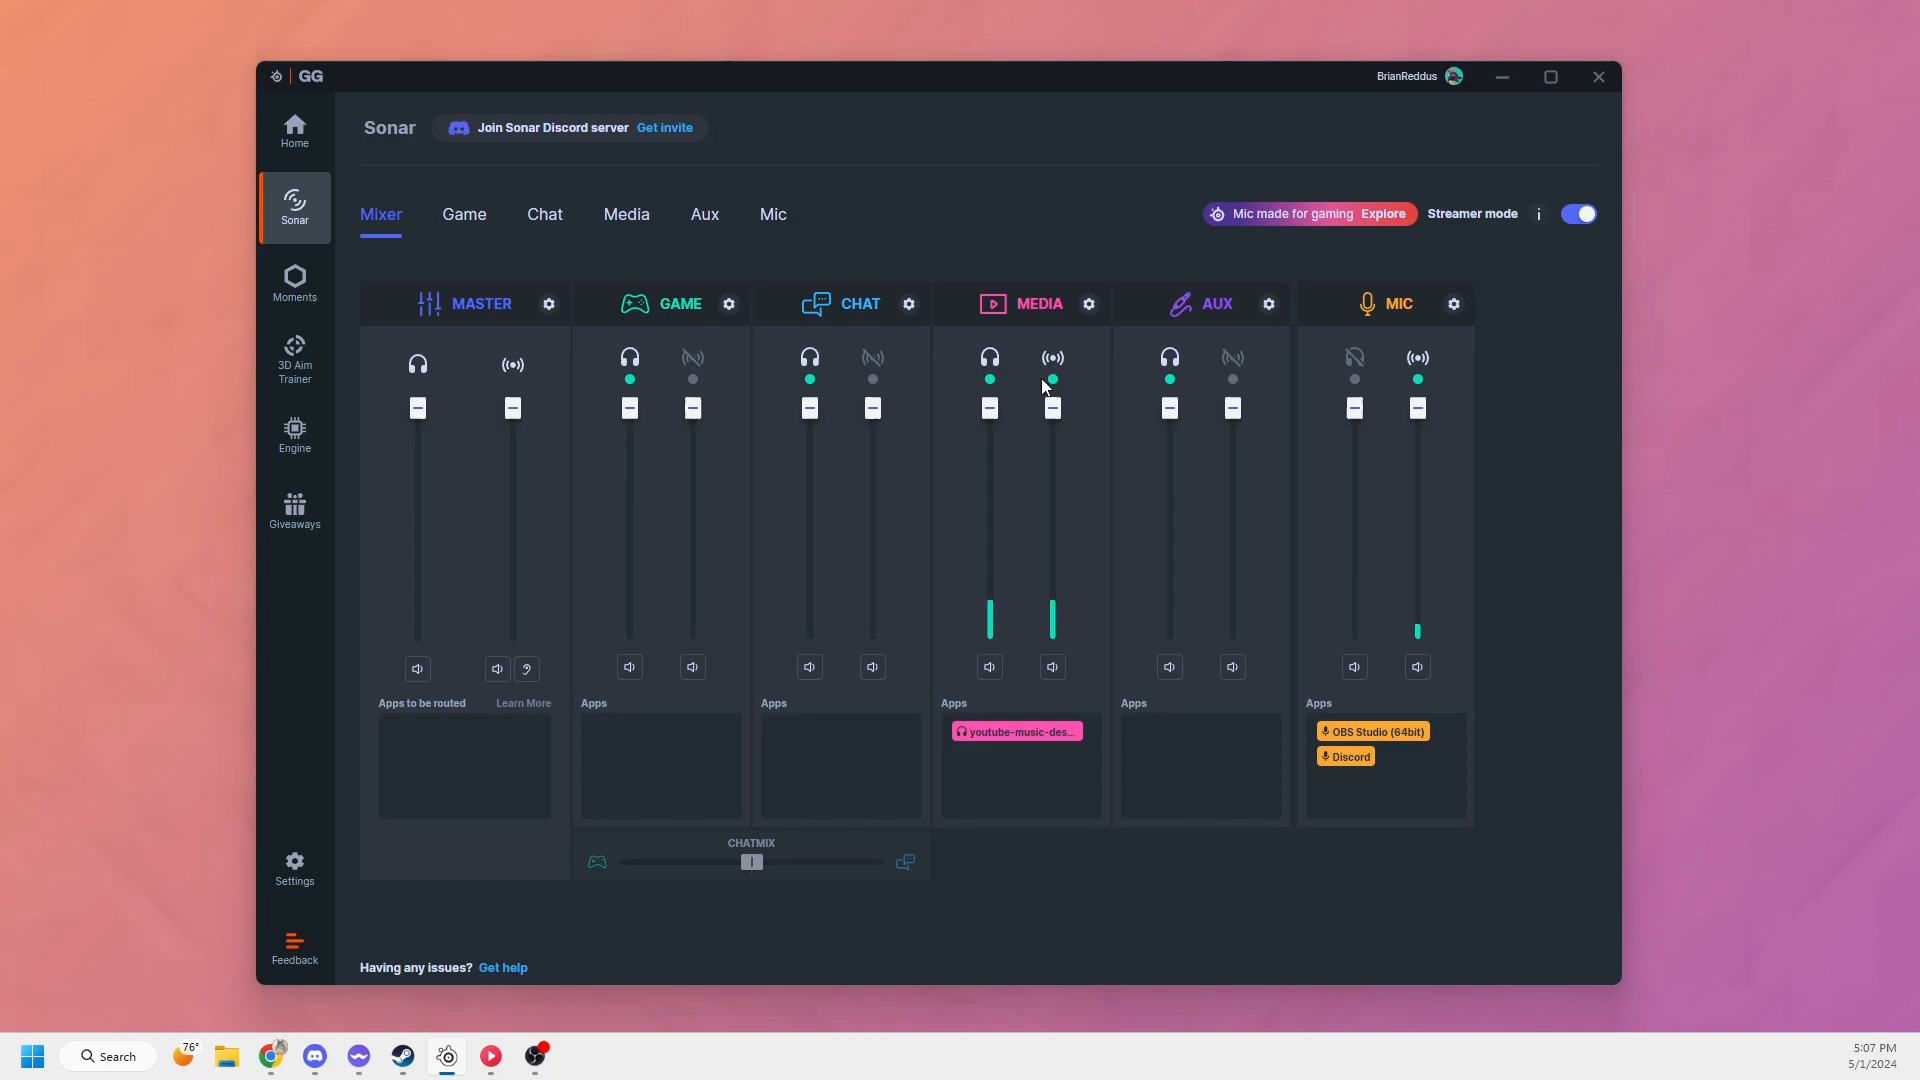 GG
BrianReddus
Home
Sonar
Moments
3D Aim
Trainer
Engine
Giveaways
Settings
Feedback
Sonar
Join Sonar Discord server Get invite
Mixer Game Chat Media Aux Mic
Mic made for gaming Explore Streamer mode i
MASTER GAME CHAT MEDIA AUX MIC
Apps to be routed Learn More Apps Apps Apps Apps Apps
youtube-music-des... OBS Studio (64bit)
Discord
CHATMIX
Having any issues? Get help
76°
Search
5:07 PM
5/1/2024